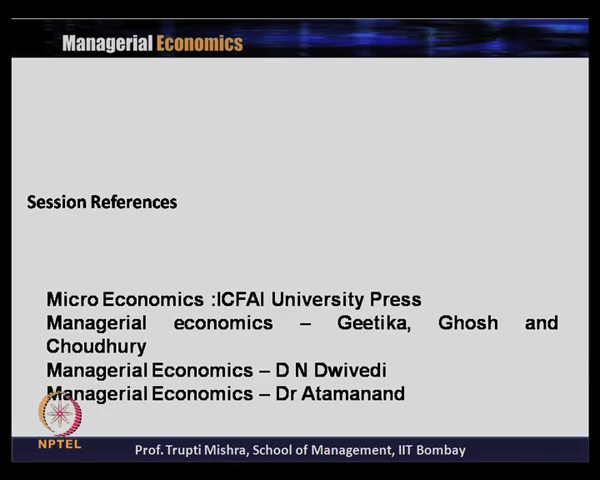 Managerial Economics
Session References
Micro Economics :ICFAI University Press
Managerial economics – Geetika, Ghosh and
Choudhury
Managerial Economics – D N Dwivedi
Managerial Economics – Dr Atamanand
NPTEL
Prof. Trupti Mishra, School of Management, IIT Bombay